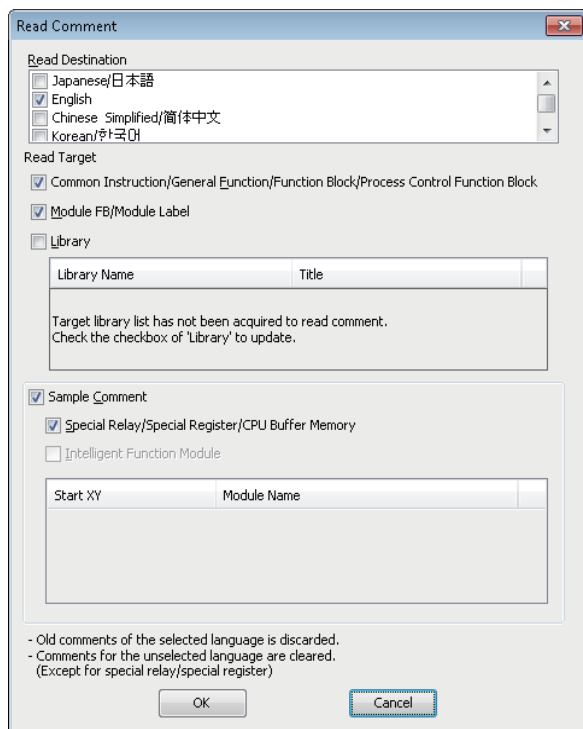 Read Comment
Read Destination
Japanese/日本語
English
Chinese Simplified/简体中文
Korean/한국어
Read Target
Common Instruction/General Function/Function Block/Process Control Function Block
Module FB/Module Label
Library
Library Name Title
Target library list has not been acquired to read comment.
Check the checkbox of 'Library' to update.
Sample Comment
Special Relay/Special Register/CPU Buffer Memory
Intelligent Function Module
Start XY Module Name
- Old comments of the selected language is discarded.
- Comments for the unselected language are cleared.
(Except for special relay/special register)
OK Cancel